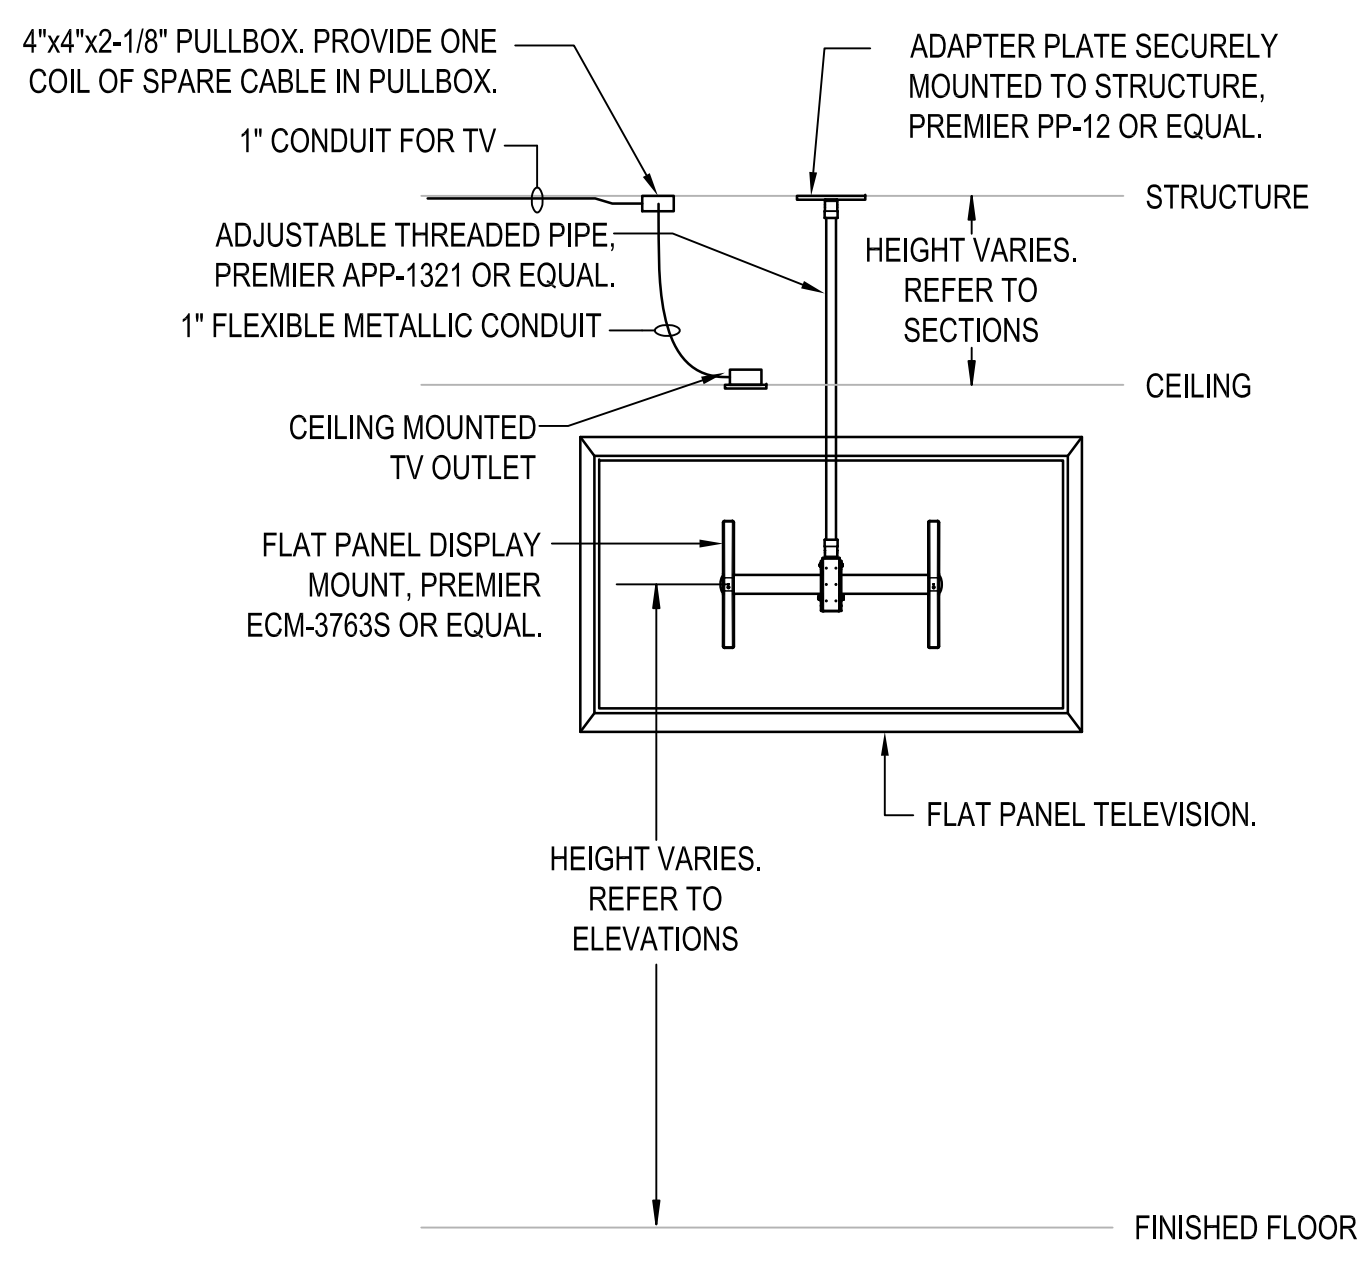 4"x4"x2-1/8" PULLBOX. PROVIDE ONE
COIL OF SPARE CABLE IN PULLBOX.
ADAPTER PLATE SECURELY
MOUNTED TO STRUCTURE,
PREMIER PP-12 OR EQUAL.
1" CONDUIT FOR TV
STRUCTURE
ADJUSTABLE THREADED PIPE,
PREMIER APP-1321 OR EQUAL.
HEIGHT VARIES.
REFER TO
SECTIONS
1" FLEXIBLE METALLIC CONDUIT
CEILING
CEILING MOUNTED
TV OUTLET
FLAT PANEL DISPLAY
MOUNT, PREMIER
ECM-3763S OR EQUAL.
FLAT PANEL TELEVISION.
HEIGHT VARIES.
REFER TO
ELEVATIONS
FINISHED FLOOR